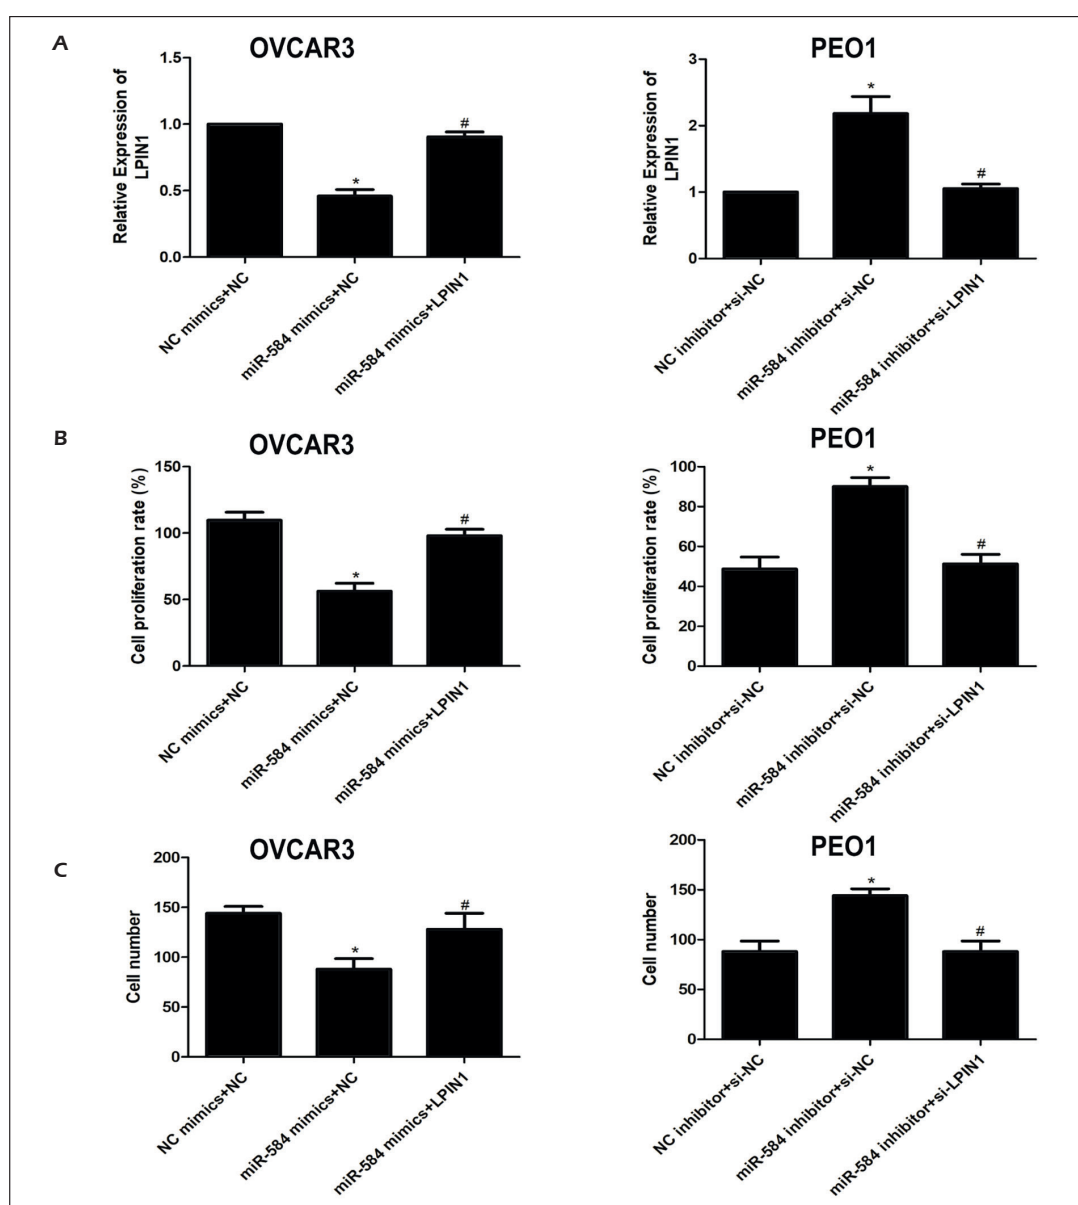 A
OVCAR3
Relative Expression of
LPIN1
1.5
1.0
0.5
0.0
*
#
NC mimics+NC
miR-584 mimics+NC
miR-584 mimics+LPIN1
PEO1
Relative Expression of
LPIN1
3
2
1
0
*
#
NC inhibitor+si-NC
miR-584 inhibitor+si-NC
miR-584 inhibitor+si-LPIN1
B
OVCAR3
Cell proliferation rate (%)
150
100
50
0
*
#
NC mimics+NC
miR-584 mimics+NC
miR-584 mimics+LPIN1
PEO1
Cell proliferation rate (%)
100
80
60
40
20
0
*
#
NC inhibitor+si-NC
miR-584 inhibitor+si-NC
miR-584 inhibitor+si-LPIN1
C
OVCAR3
Cell number
200
150
100
50
0
*
#
NC mimics+NC
miR-584 mimics+NC
miR-584 mimics+LPIN1
PEO1
Cell number
200
150
100
50
0
*
#
NC inhibitor+si-NC
miR-584 inhibitor+si-NC
miR-584 inhibitor+si-LPIN1